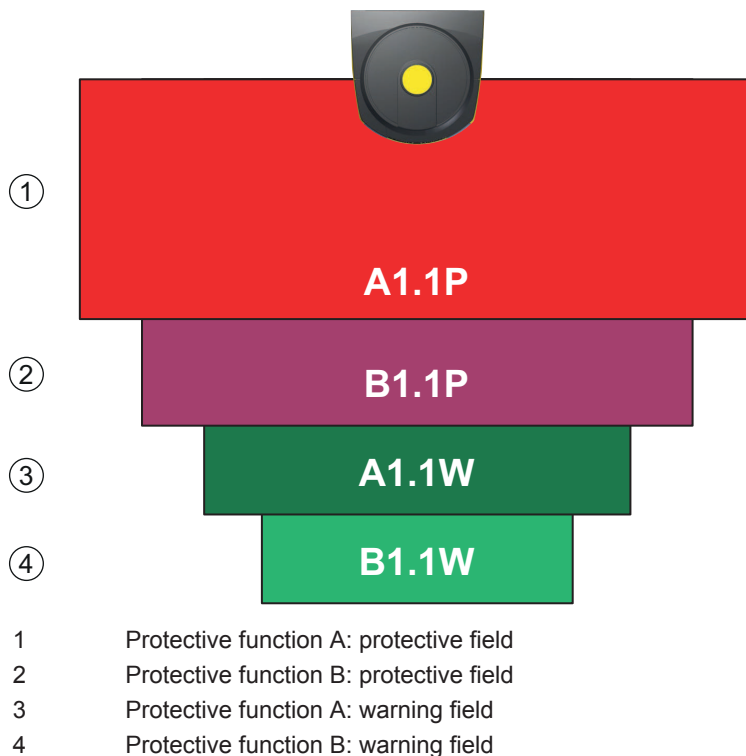 ① A1.1P
② B1.1P
③ A1.1W
④ B1.1W
1 Protective function A: protective field
2 Protective function B: protective field
3 Protective function A: warning field
4 Protective function B: warning field